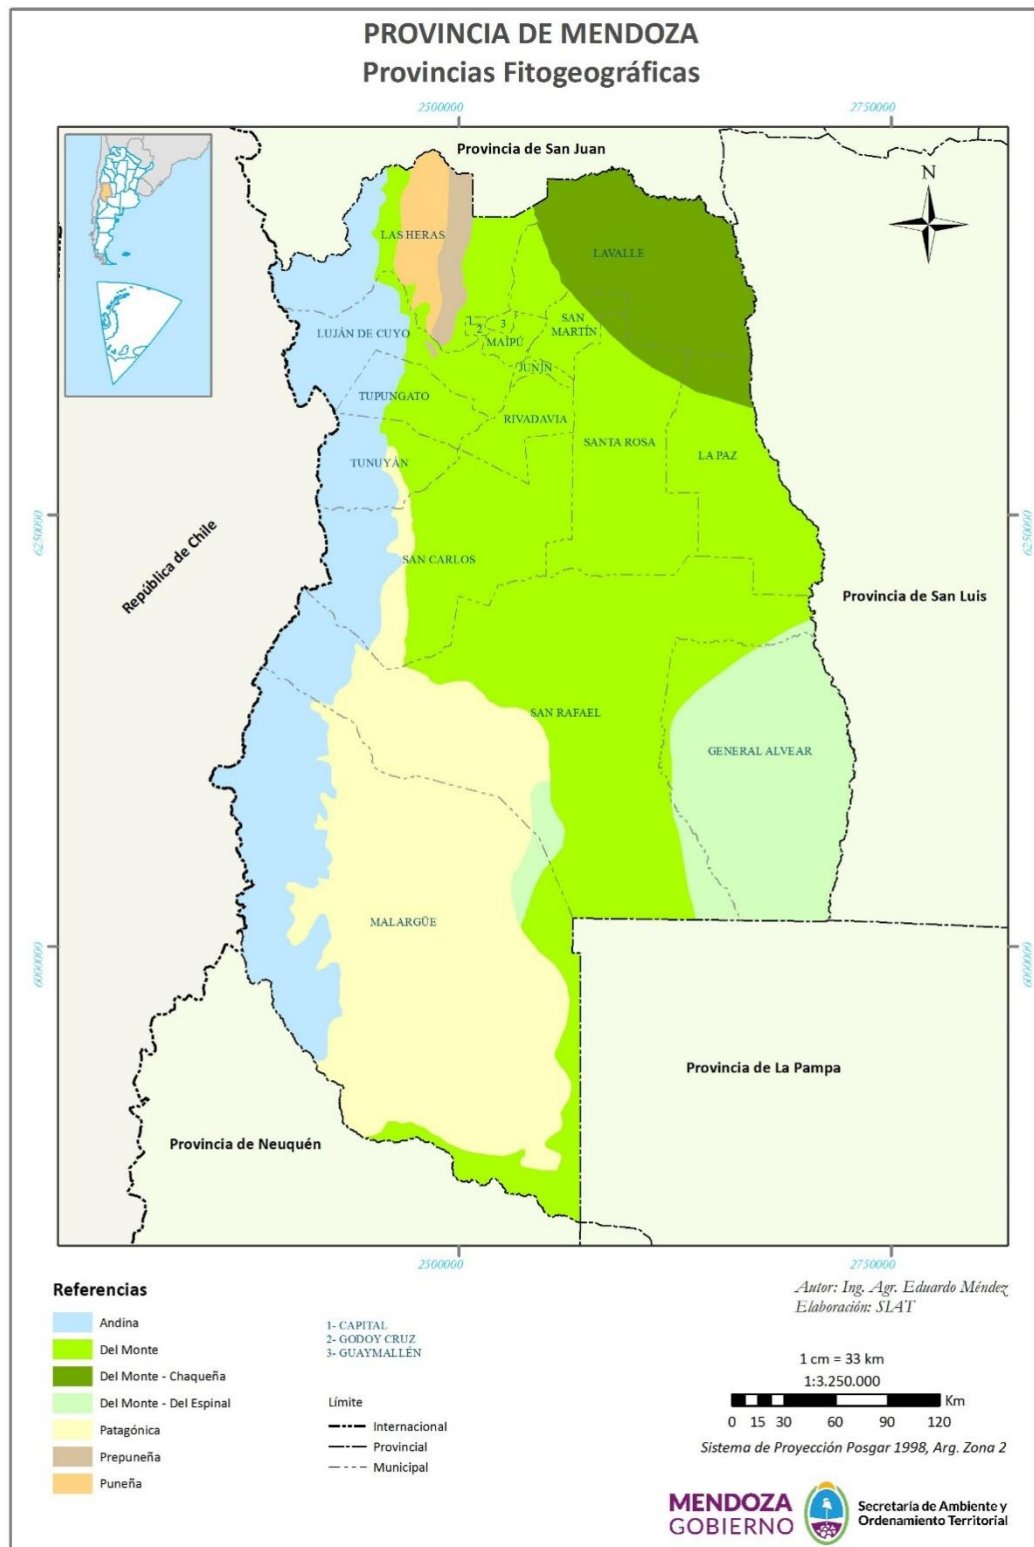 PROVINCIA DE MENDOZA
Provincias Fitogeográficas
2500000
2750000
Provincia de San Juan
N
LAS HERAS
LAVALLE
LUJÁN DE CUYO
1
2
3
SAN
MARTÍN
MAIPÚ
JUNÍN
TUPUNGATO
RIVADAVIA
SANTA ROSA
LA PAZ
TUNUYÁN
6250000
6250000
SAN CARLOS
República de Chile
Provincia de San Luis
SAN RAFAEL
GENERAL ALVEAR
MALARGÜE
6000000
6000000
Provincia de La Pampa
Provincia de Neuquén
2500000
2750000
Referencias
Andina
Del Monte
Del Monte - Chaqueña
Del Monte - Del Espinal
Patagónica
Prepuneña
Puneña
1- CAPITAL
2- GODOY CRUZ
3- GUAYMALLÉN
Límite
Internacional
Provincial
Municipal
Autor: Ing. Agr. Eduardo Méndez
Elaboración: SIAT
1 cm = 33 km
1:3.250.000
Km
0 15 30 60 90 120
Sistema de Proyección Posgar 1998, Arg. Zona 2
MENDOZA
GOBIERNO
Secretaría de Ambiente y
Ordenamiento Territorial